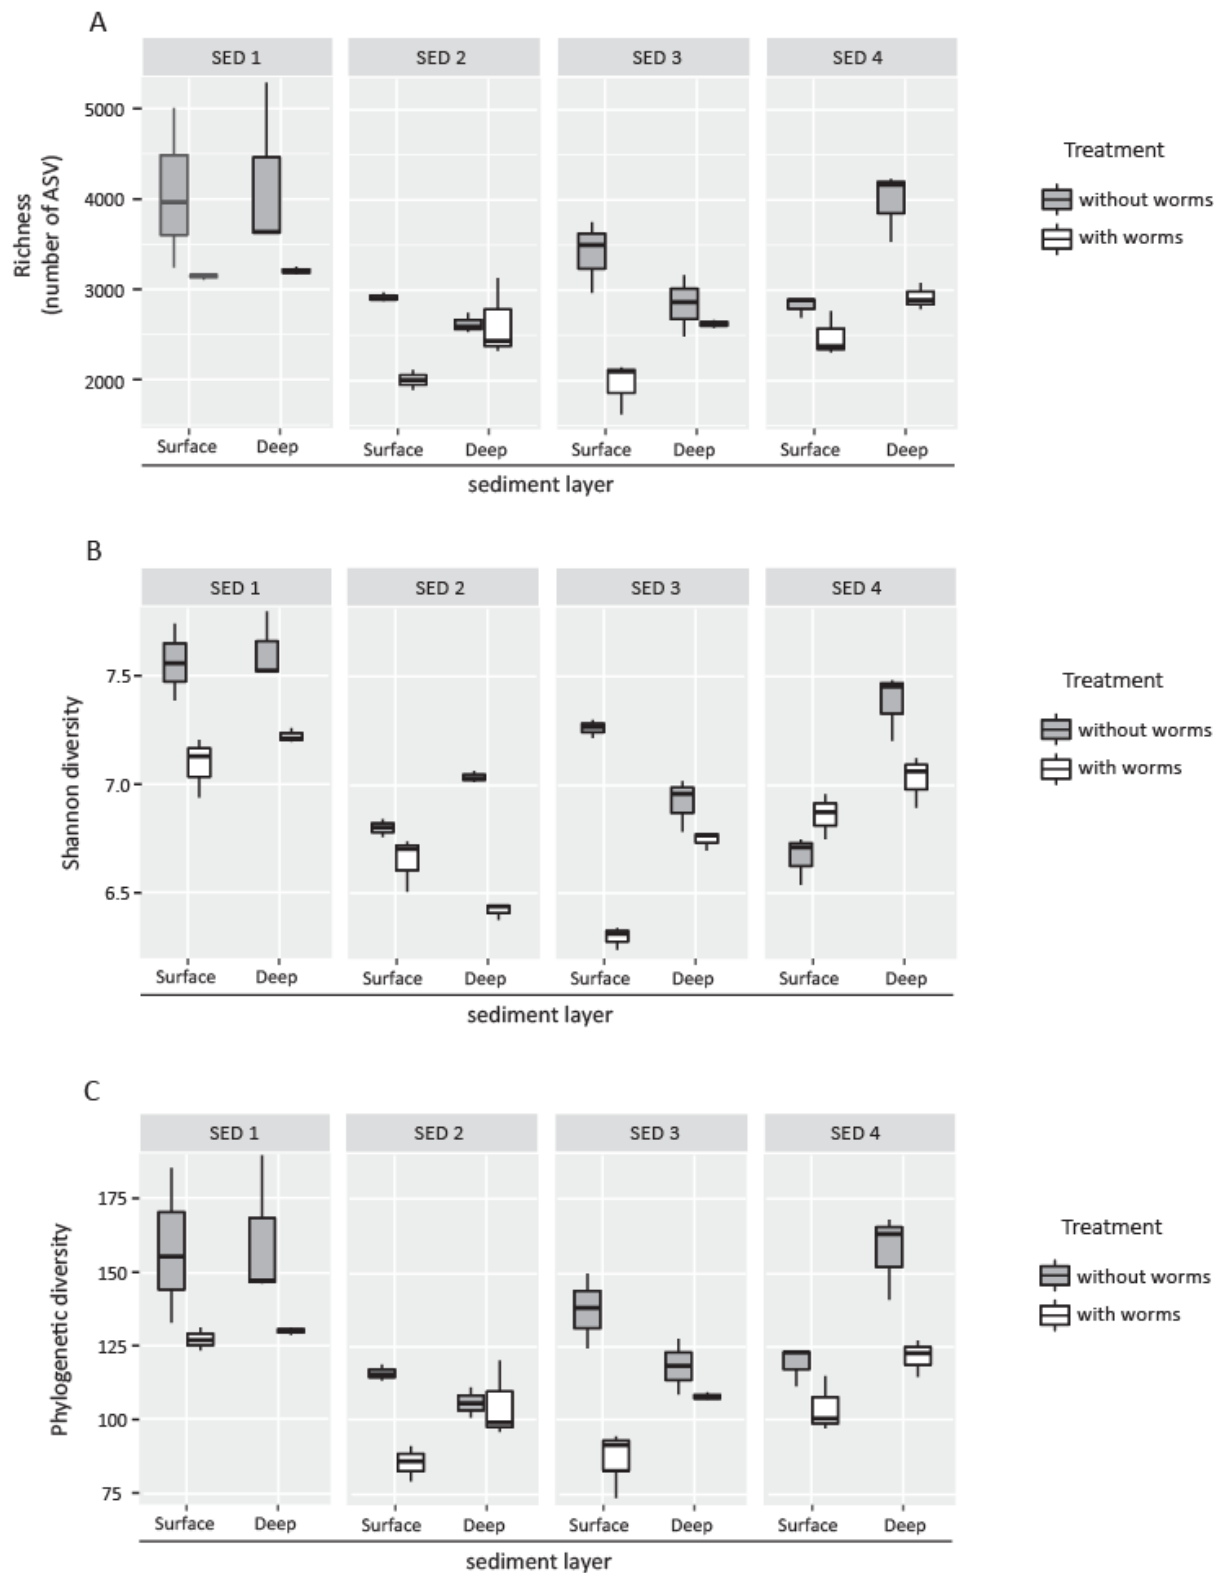 A
SED 1 SED 2 SED 3 SED 4
5000
4000
3000
2000
Richness
(number of ASV)
Surface Deep Surface Deep Surface Deep Surface Deep
sediment layer
Treatment
without worms
with worms
B
SED 1 SED 2 SED 3 SED 4
7.5
7.0
6.5
Shannon diversity
Surface Deep Surface Deep Surface Deep Surface Deep
sediment layer
Treatment
without worms
with worms
C
SED 1 SED 2 SED 3 SED 4
175
150
125
100
75
Phylogenetic diversity
Surface Deep Surface Deep Surface Deep Surface Deep
sediment layer
Treatment
without worms
with worms